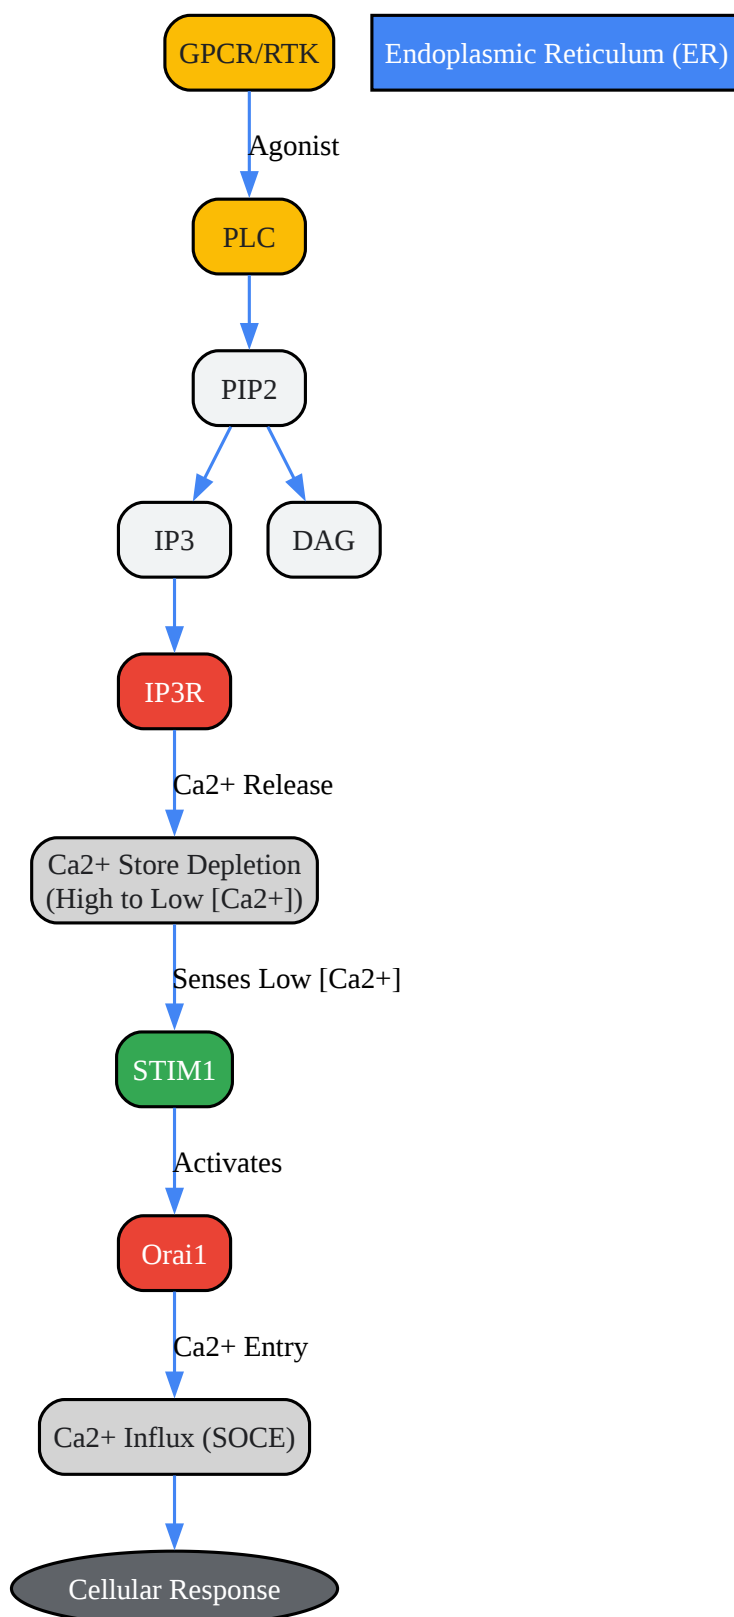 GPCR/RTK
Endoplasmic Reticulum (ER)
Agonist
PLC
PIP2
IP3
DAG
IP3R
Ca2+ Release
Ca2+ Store Depletion
(High to Low [Ca2+])
Senses Low [Ca2+]
STIM1
Activates
Orai1
Ca2+ Entry
Ca2+ Influx (SOCE)
Cellular Response